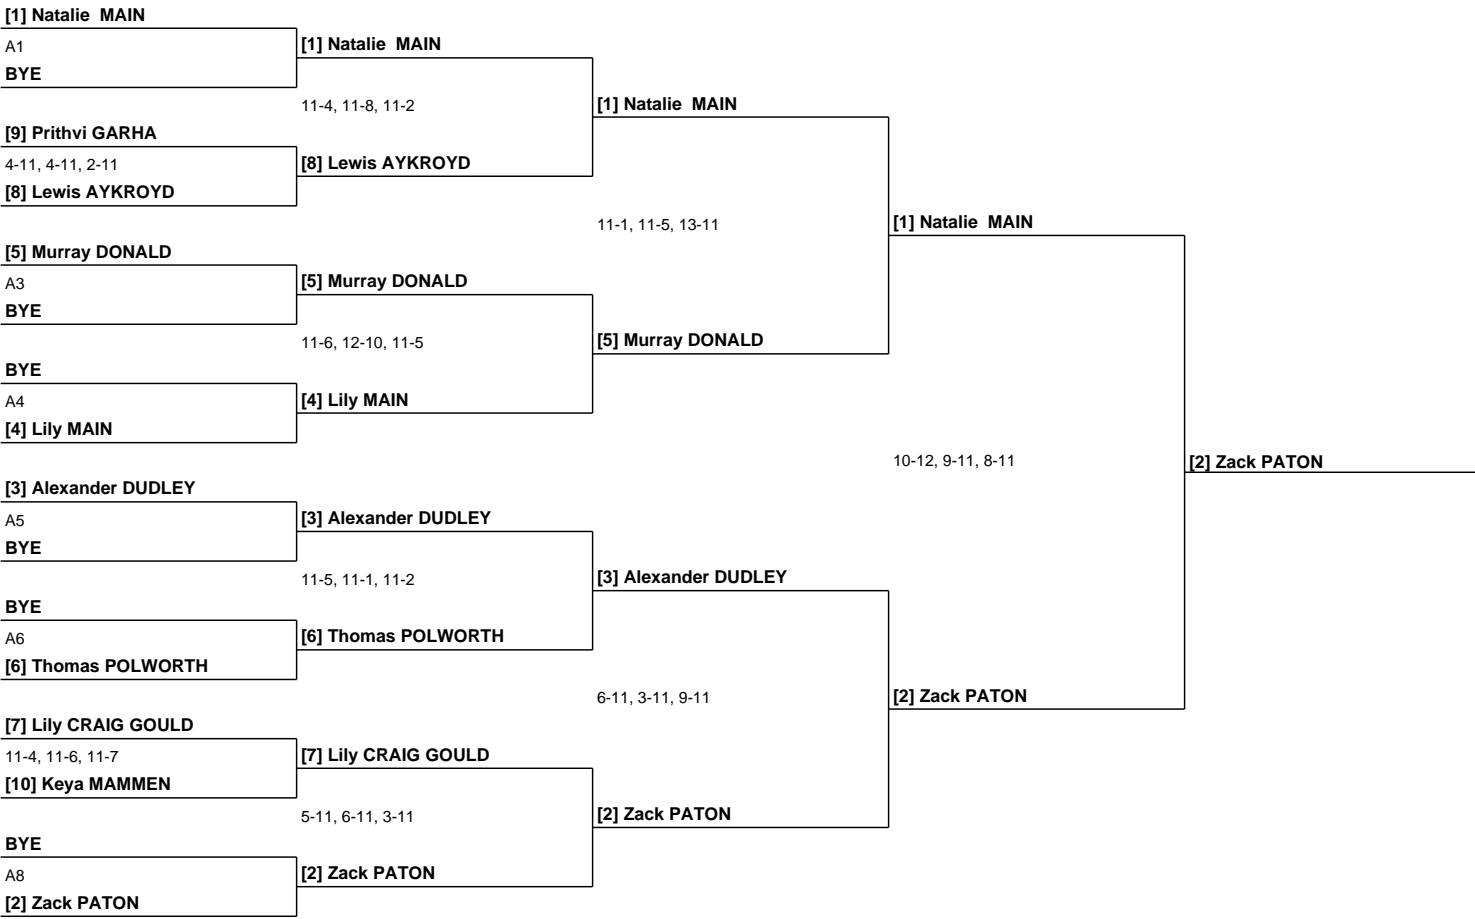 [1] Natalie  MAIN
A1
BYE
[9] Prithvi GARHA
4-11, 4-11, 2-11
[8] Lewis AYKROYD
[5] Murray DONALD
A3
BYE
BYE
A4
[4] Lily MAIN
[3] Alexander DUDLEY
A5
BYE
BYE
A6
[6] Thomas POLWORTH
[7] Lily CRAIG GOULD
11-4, 11-6, 11-7
[10] Keya MAMMEN
BYE
A8
[2] Zack PATON
[1] Natalie  MAIN
11-4, 11-8, 11-2
[8] Lewis AYKROYD
[5] Murray DONALD
11-6, 12-10, 11-5
[4] Lily MAIN
[3] Alexander DUDLEY
11-5, 11-1, 11-2
[6] Thomas POLWORTH
[7] Lily CRAIG GOULD
5-11, 6-11, 3-11
[2] Zack PATON
[1] Natalie  MAIN
11-1, 11-5, 13-11
[5] Murray DONALD
[3] Alexander DUDLEY
6-11, 3-11, 9-11
[2] Zack PATON
[1] Natalie  MAIN
10-12, 9-11, 8-11
[2] Zack PATON
[2] Zack PATON